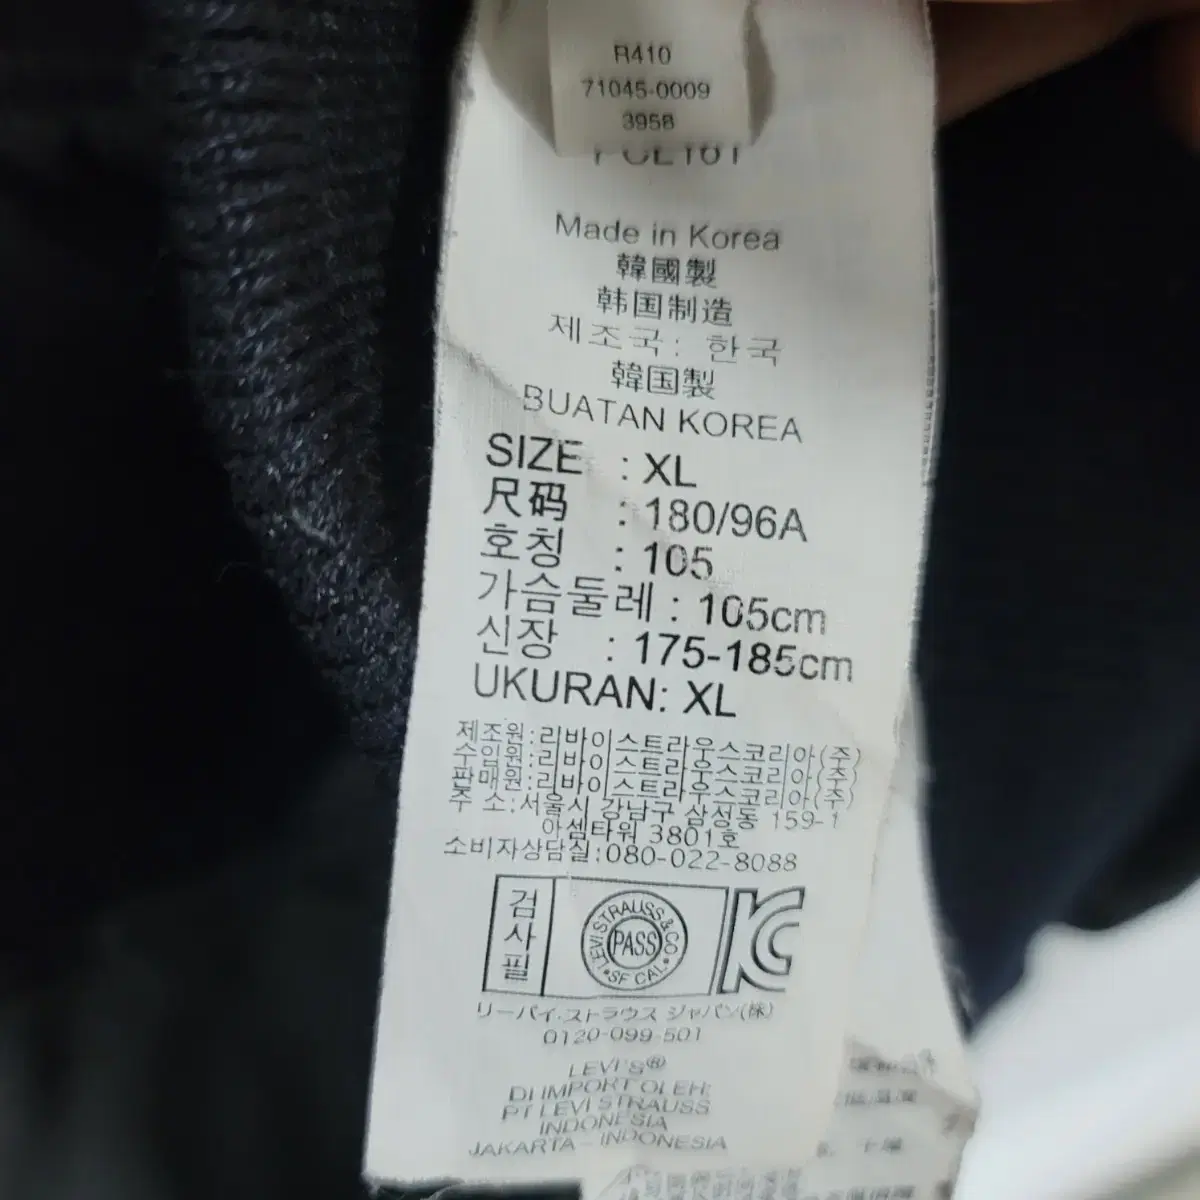 R410
71045-0009
3958
Made in Korea
韓國製
韩国制造
제조국: 한국
韓国製
BUATAN KOREA
SIZE : XL
尺码 : 180/96A
호칭 : 105
가슴둘레 : 105cm
신장 : 175-185cm
UKURAN: XL
제조원:리바이스트라우스코리아(주)
수입원:리바이스트라우스코리아(주)
판매원:리바이스트라우스코리아(주)
주 소:서울시 강남구 삼성동 159-1
아셈타워 3801호
소비자상담실:080-022-8088
검사필
LEVI STRAUSS & CO
PASS
SF CAL
KC
リーバイ・ストラウス ジャパン(株)
0120-099-501
LEVI'S®
DI IMPORT OLEH:
PT LEVI STRAUSS
INDONESIA
JAKARTA - INDONESIA